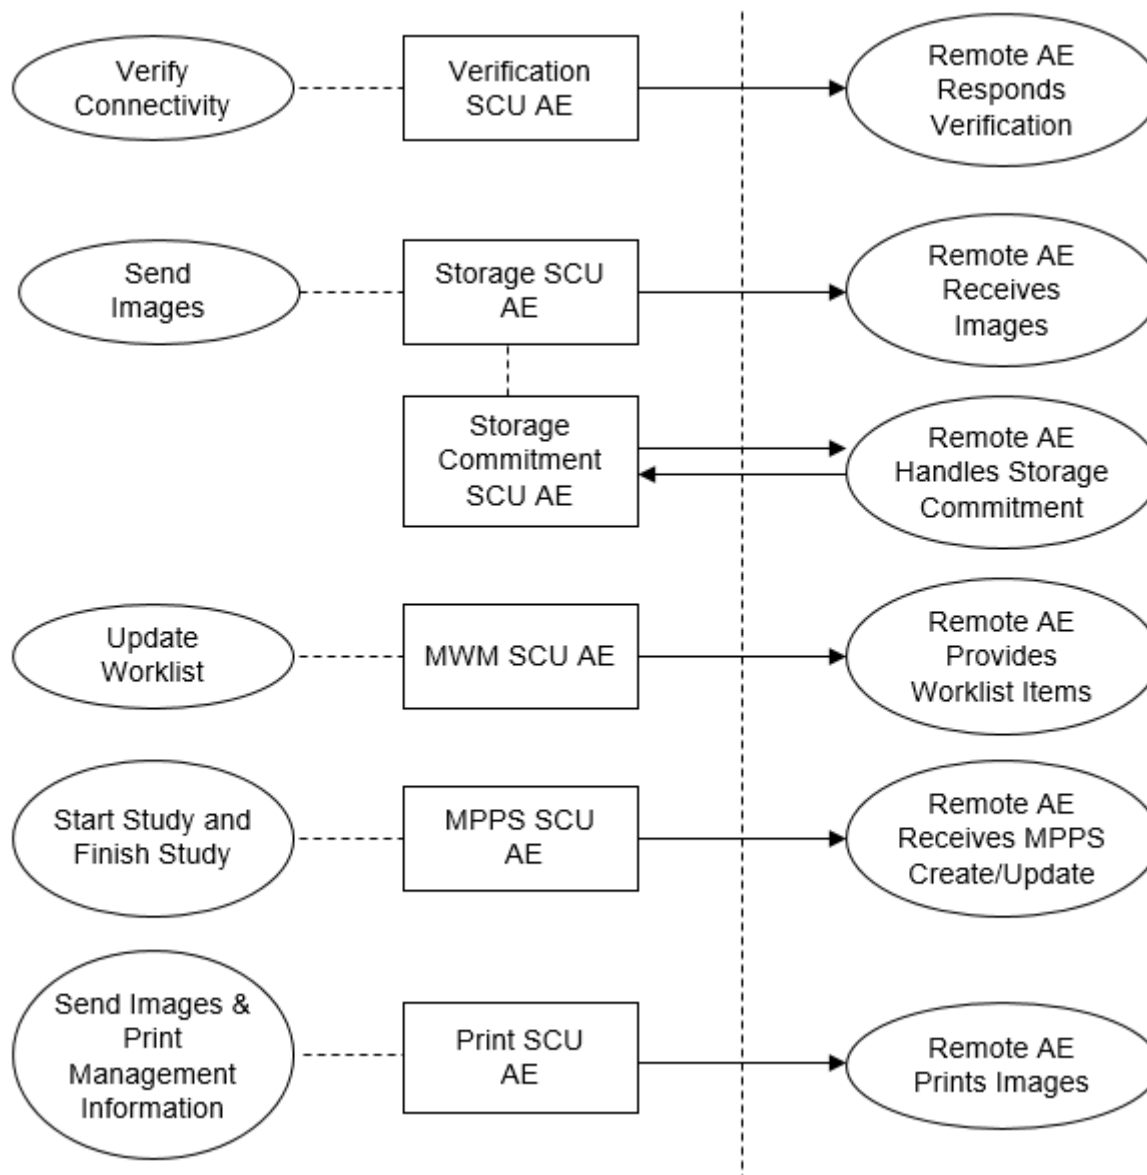 Verify
Connectivity
Verification
SCU AE
Remote AE
Responds
Verification
Send
Images
Storage SCU
AE
Remote AE
Receives
Images
Storage
Commitment
SCU AE
Remote AE
Handles Storage
Commitment
Update
Worklist
MWM SCU AE
Remote AE
Provides
Worklist Items
Start Study and
Finish Study
MPPS SCU
AE
Remote AE
Receives MPPS
Create/Update
Send Images &
Print
Management
Information
Print SCU
AE
Remote AE
Prints Images